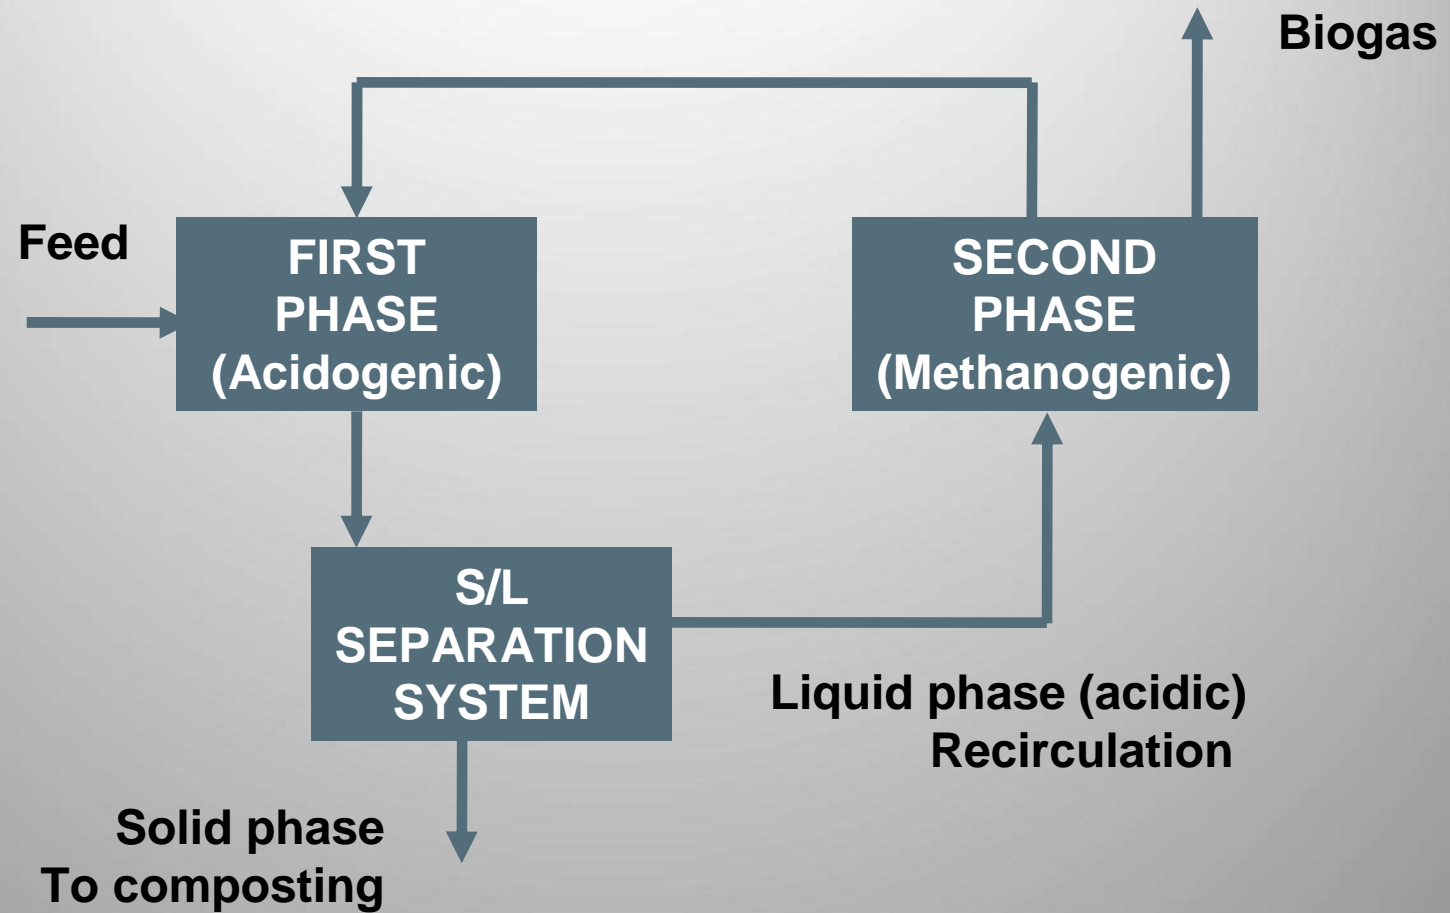 Biogas
Feed
FIRST
PHASE
(Acidogenic)
SECOND
PHASE
(Methanogenic)
S/L
SEPARATION
SYSTEM
Liquid phase (acidic)
Recirculation
Solid phase
To composting